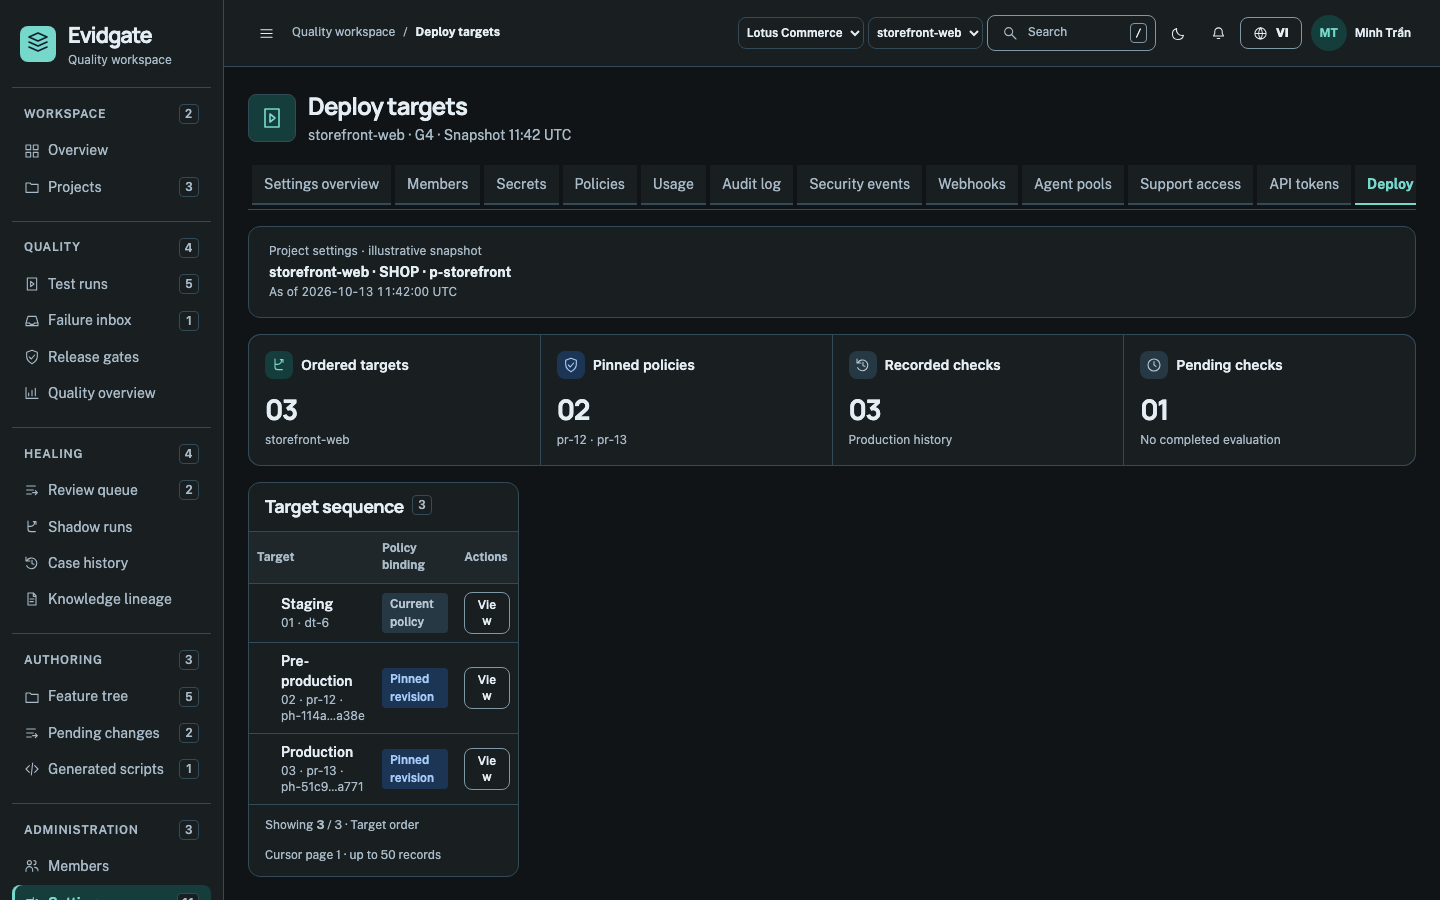 Evidgate
Quality workspace
WORKSPACE 2
Overview
Projects 3
QUALITY 4
Test runs 5
Failure inbox 1
Release gates
Quality overview
HEALING 4
Review queue 2
Shadow runs
Case history
Knowledge lineage
AUTHORING 3
Feature tree 5
Pending changes 2
Generated scripts 1
ADMINISTRATION 3
Members
Quality workspace / Deploy targets
Lotus Commerce
storefront-web
Search /
VI
MT Minh Trần
Deploy targets
storefront-web · G4 · Snapshot 11:42 UTC
Settings overview Members Secrets Policies Usage Audit log Security events Webhooks Agent pools Support access API tokens Deploy
Project settings · illustrative snapshot
storefront-web · SHOP · p-storefront
As of 2026-10-13 11:42:00 UTC
Ordered targets
03
storefront-web
Pinned policies
02
pr-12 · pr-13
Recorded checks
03
Production history
Pending checks
01
No completed evaluation
Target sequence 3
Target Policy binding Actions
Staging
01 · dt-6
Current
policy
Vie
w
Pre-
production
02 · pr-12 ·
ph-114a...a38e
Pinned
revision
Vie
w
Production
03 · pr-13 ·
ph-51c9...a771
Pinned
revision
Vie
w
Showing 3 / 3 · Target order
Cursor page 1 · up to 50 records